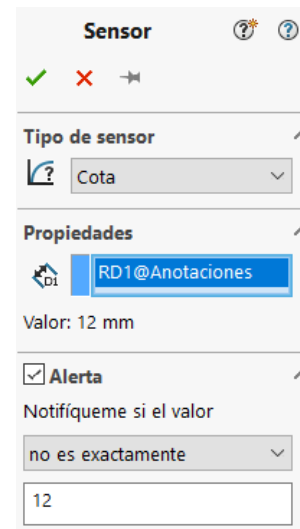 Sensor
Tipo de sensor
Cota
Propiedades
D1
RD1@Anotaciones
Valor: 12 mm
Alerta
Notifíqueme si el valor
no es exactamente
12